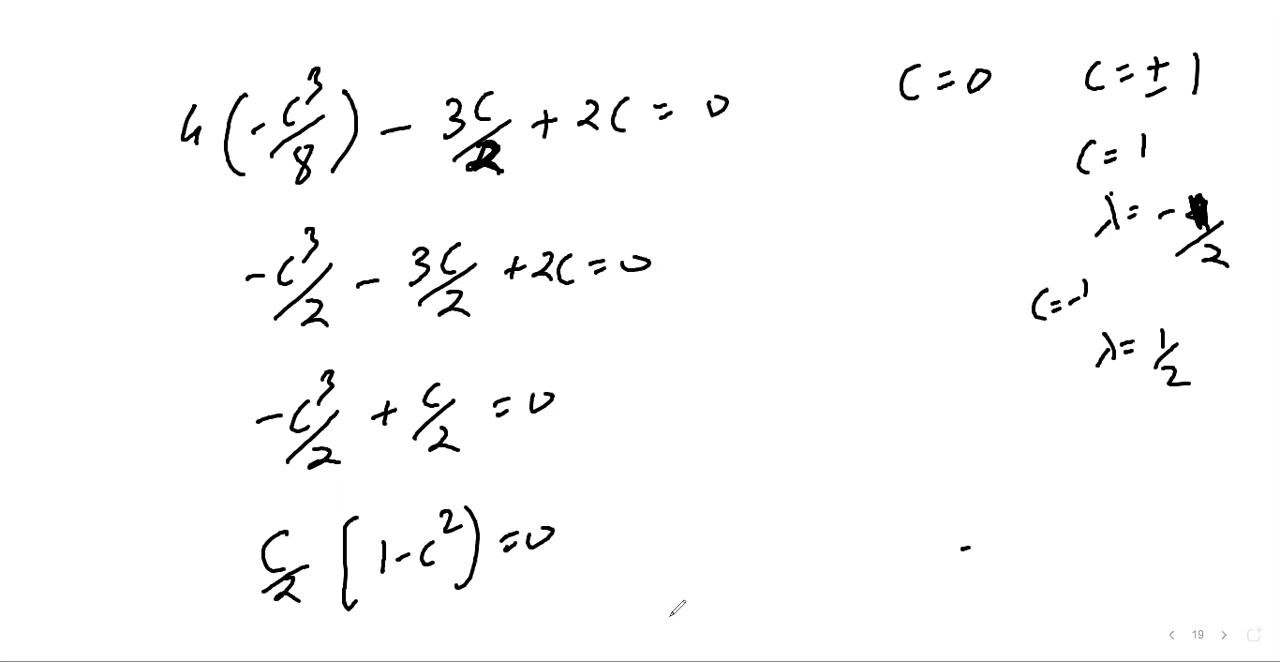 4(-c³/8) - 3c/2 + 2c = 0
-c³/2 - 3c/2 + 2c = 0
-c³/2 + c/2 = 0
c/2 [1-c²) = 0
c = 0 c = ± 1
c = 1
λ = -1/2
c = -1
λ = 1/2
19